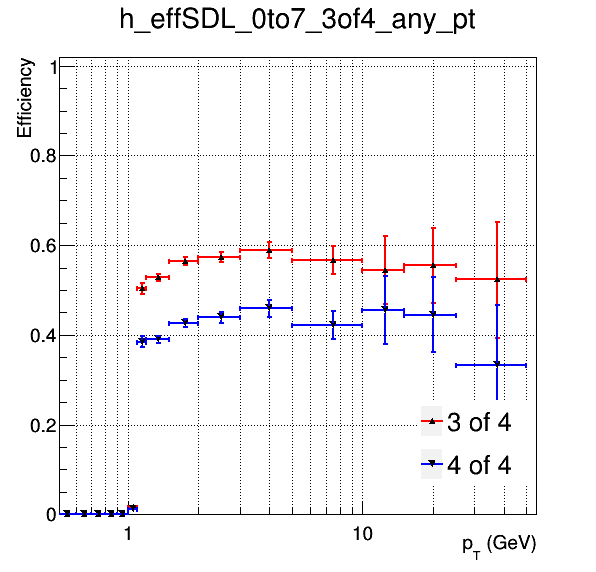 h_effSDL_0to7_3of4_any_pt
Efficiency
1
0.8
0.6
0.4
0.2
0
3 of 4
4 of 4
1
10
p_T (GeV)